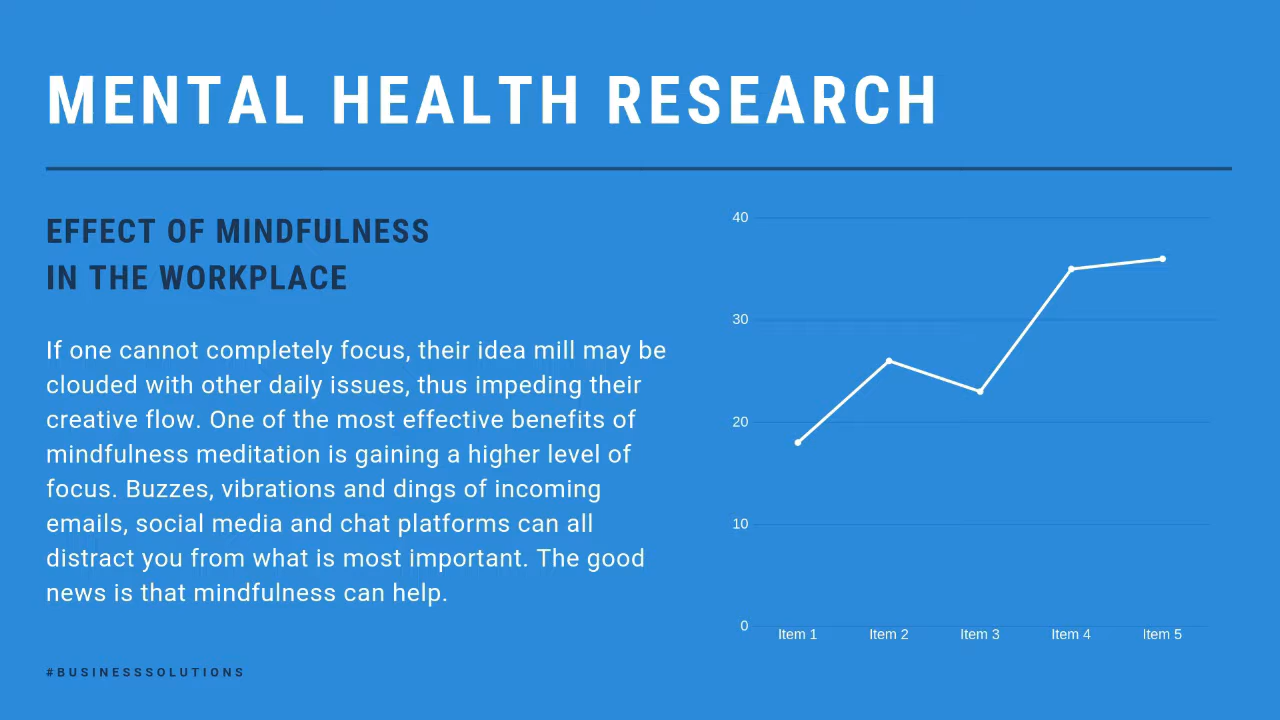 MENTAL HEALTH RESEARCH
EFFECT OF MINDFULNESS
IN THE WORKPLACE
If one cannot completely focus, their idea mill may be
clouded with other daily issues, thus impeding their
creative flow. One of the most effective benefits of
mindfulness meditation is gaining a higher level of
focus. Buzzes, vibrations and dings of incoming
emails, social media and chat platforms can all
distract you from what is most important. The good
news is that mindfulness can help.
#BUSINESSSOLUTIONS
40
30
20
10
0
Item 1 Item 2 Item 3 Item 4 Item 5